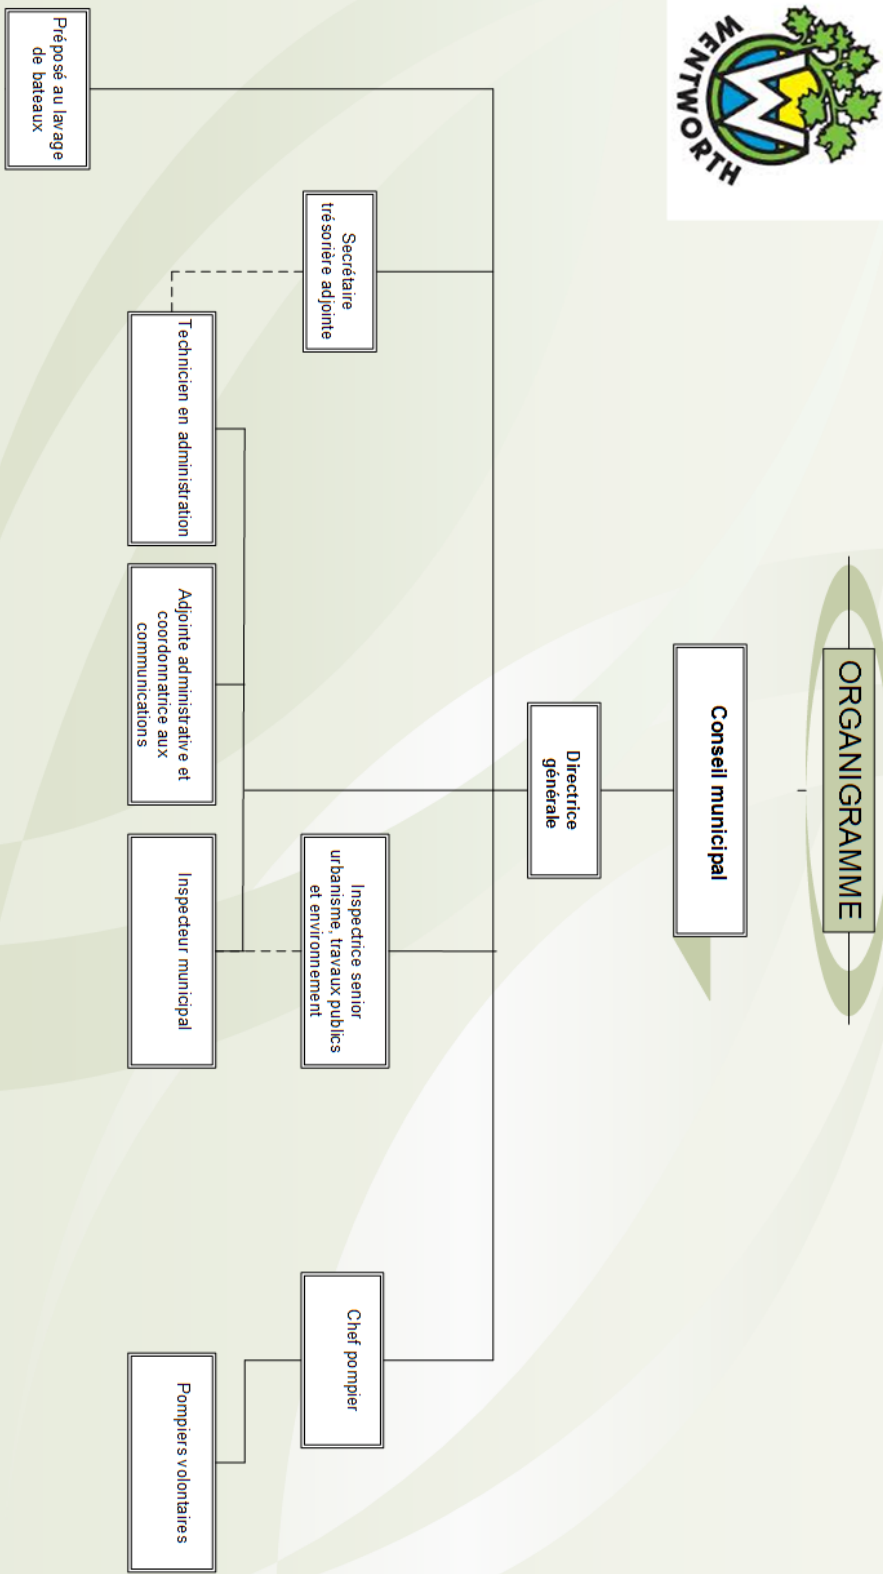 WENTWORTH
ORGANIGRAMME
Conseil municipal
Directrice
générale
Préposé au lavage
de bateaux
Secrétaire
trésorière adjointe
Inspectrice senior
urbanisme, travaux publics
et environnement
Chef pompier
Technicien en administration
Adjointe administrative et
coordonnatrice aux
communications
Inspecteur municipal
Pompiers volontaires